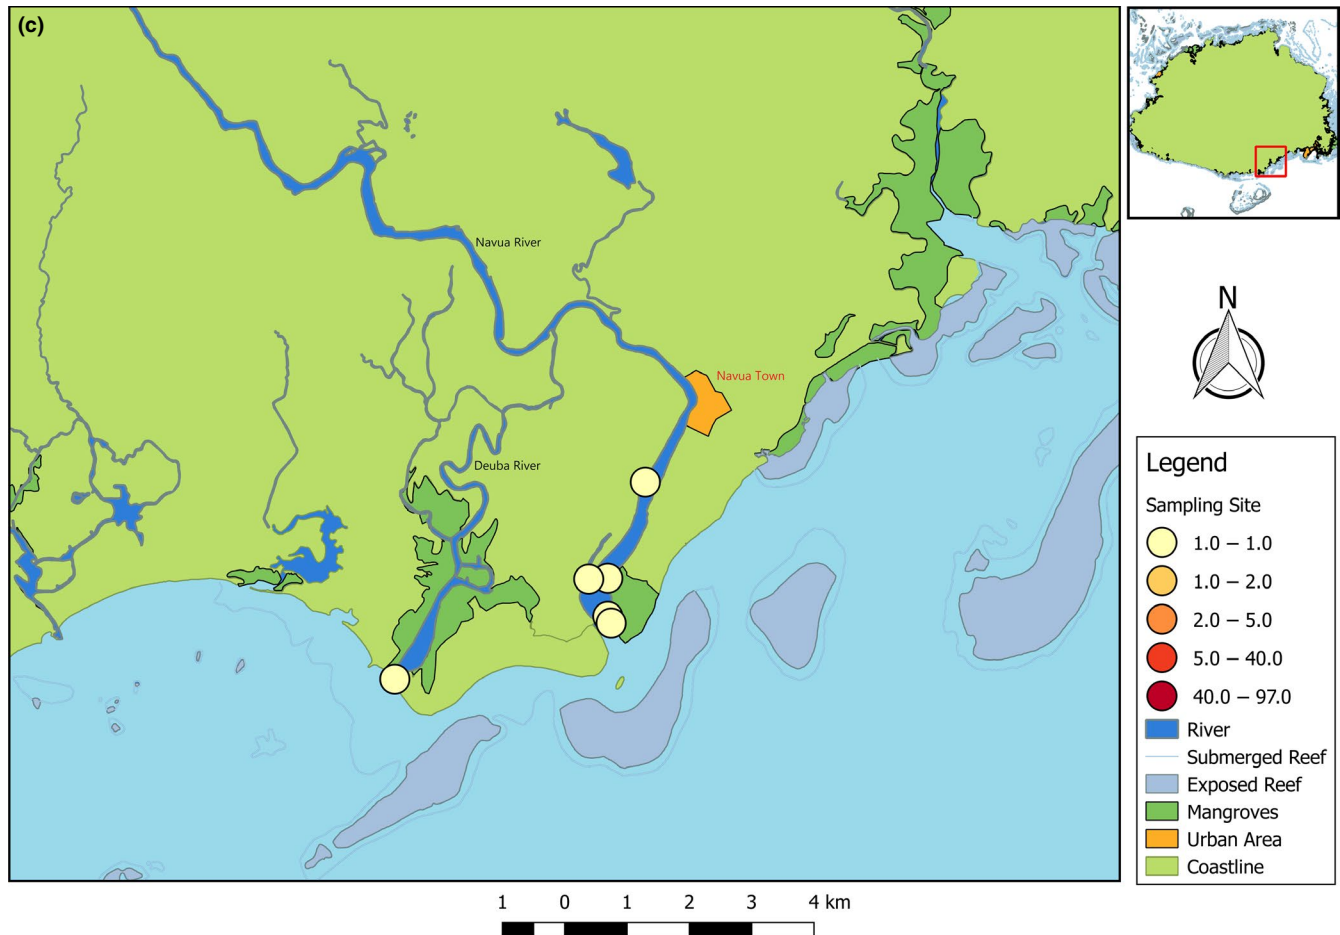 (c)
Navua River
Navua Town
Deuba River
N
Legend
Sampling Site
1.0 – 1.0
1.0 – 2.0
2.0 – 5.0
5.0 – 40.0
40.0 – 97.0
River
Submerged Reef
Exposed Reef
Mangroves
Urban Area
Coastline
1 0 1 2 3 4 km